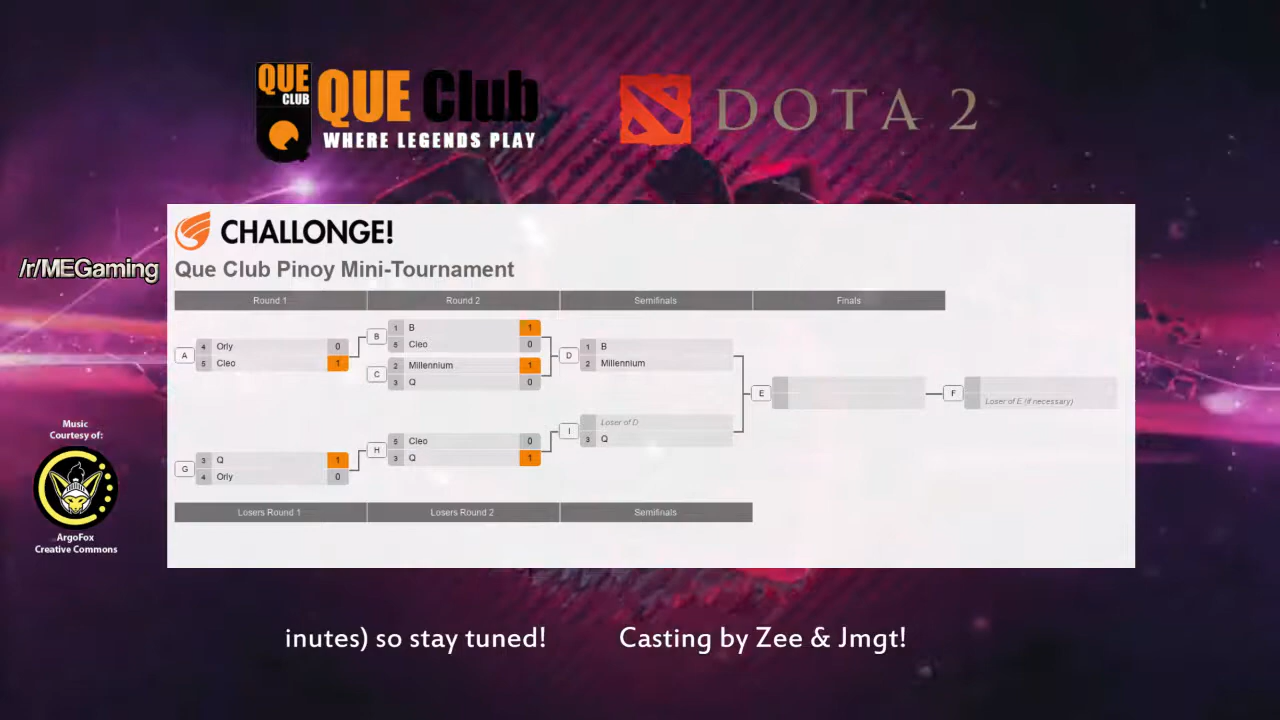 QUE
CLUB
QUE Club
WHERE LEGENDS PLAY
DOTA 2
CHALLONGE!
Que Club Pinoy Mini-Tournament
/r/MEGaming
Round 1
Round 2
Semifinals
Finals
A
4 Orly 0
5 Cleo 1
B
1 B 1
5 Cleo 0
C
2 Millennium 1
3 Q 0
D
1 B
2 Millennium
E
F
Loser of E (if necessary)
G
3 Q 1
4 Orly 0
H
5 Cleo 0
3 Q 1
I
Loser of D
3 Q
Losers Round 1
Losers Round 2
Semifinals
Music
Courtesy of:
ArgoFox
Creative Commons
inutes) so stay tuned!
Casting by Zee & Jmgt!